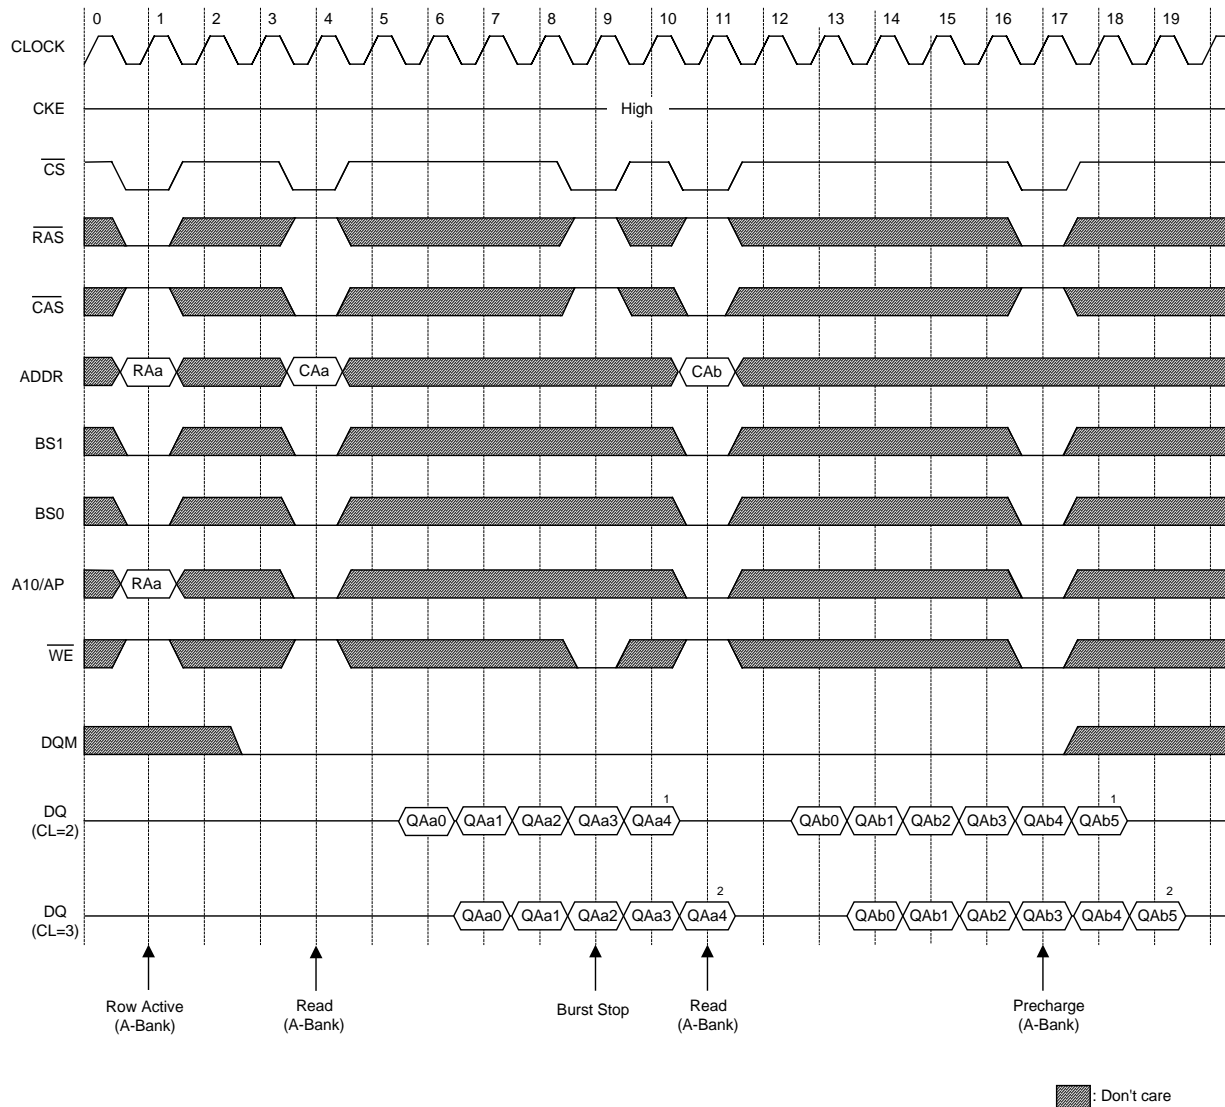 0 1 2 3 4 5 6 7 8 9 10 11 12 13 14 15 16 17 18 19
CLOCK
CKE High
CS
RAS
CAS
ADDR RAa CAa CAb
BS1
BS0
A10/AP RAa
WE
DQM
1 1
DQ QAa0 QAa1 QAa2 QAa3 QAa4 QAb0 QAb1 QAb2 QAb3 QAb4 QAb5
(CL=2)
2 2
DQ QAa0 QAa1 QAa2 QAa3 QAa4 QAb0 QAb1 QAb2 QAb3 QAb4 QAb5
(CL=3)
Row Active Read Burst Stop Read Precharge
(A-Bank) (A-Bank) (A-Bank) (A-Bank)
: Don't care